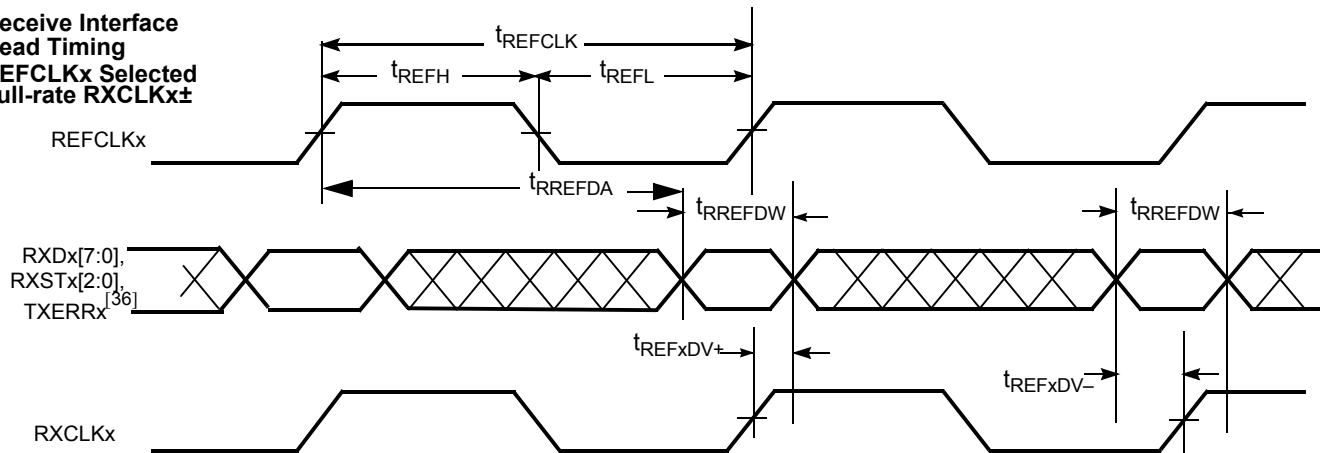 eceive Interface
ead Timing
EFCLKx Selected
ull-rate RXCLKx±
tREFCLK
tREFH
tREFL
REFCLKx
tRREFDA
tRREFDW
tRREFDW
RXDx[7:0],
RXSTx[2:0],
TXERRx[36]
tREFxDV+
tREFxDV–
RXCLKx